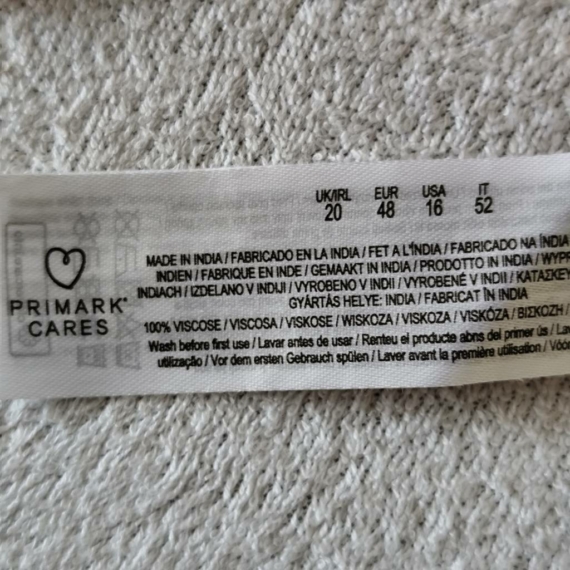 UK/IRL EUR USA IT
20 48 16 52
MADE IN INDIA / FABRICADO EN LA INDIA / FET A L'ÍNDIA / FABRICADO NA ÍNDIA
INDIEN / FABRIQUE EN INDE / GEMAAKT IN INDIA / PRODOTTO IN INDIA / WYPR
INDIACH / IZDELANO V INDIJI / VYROBENO V INDII / VYROBENÉ V INDII / ΚΑΤΑΣΚΕΥ
GYÁRTÁS HELYE: INDIA / FABRICAT ÎN INDIA
PRIMARK
CARES
100% VISCOSE / VISCOSA / VISKOSE / WISKOZA / VISKOZA / VISKÓZA / ΒΙΣΚΟΖΗ /
Wash before first use / Lavar antes de usar / Renteu el producte abns del primer ús / Lav
utilização / Vor dem ersten Gebrauch spülen / Laver avant la première utilisation / Vóór